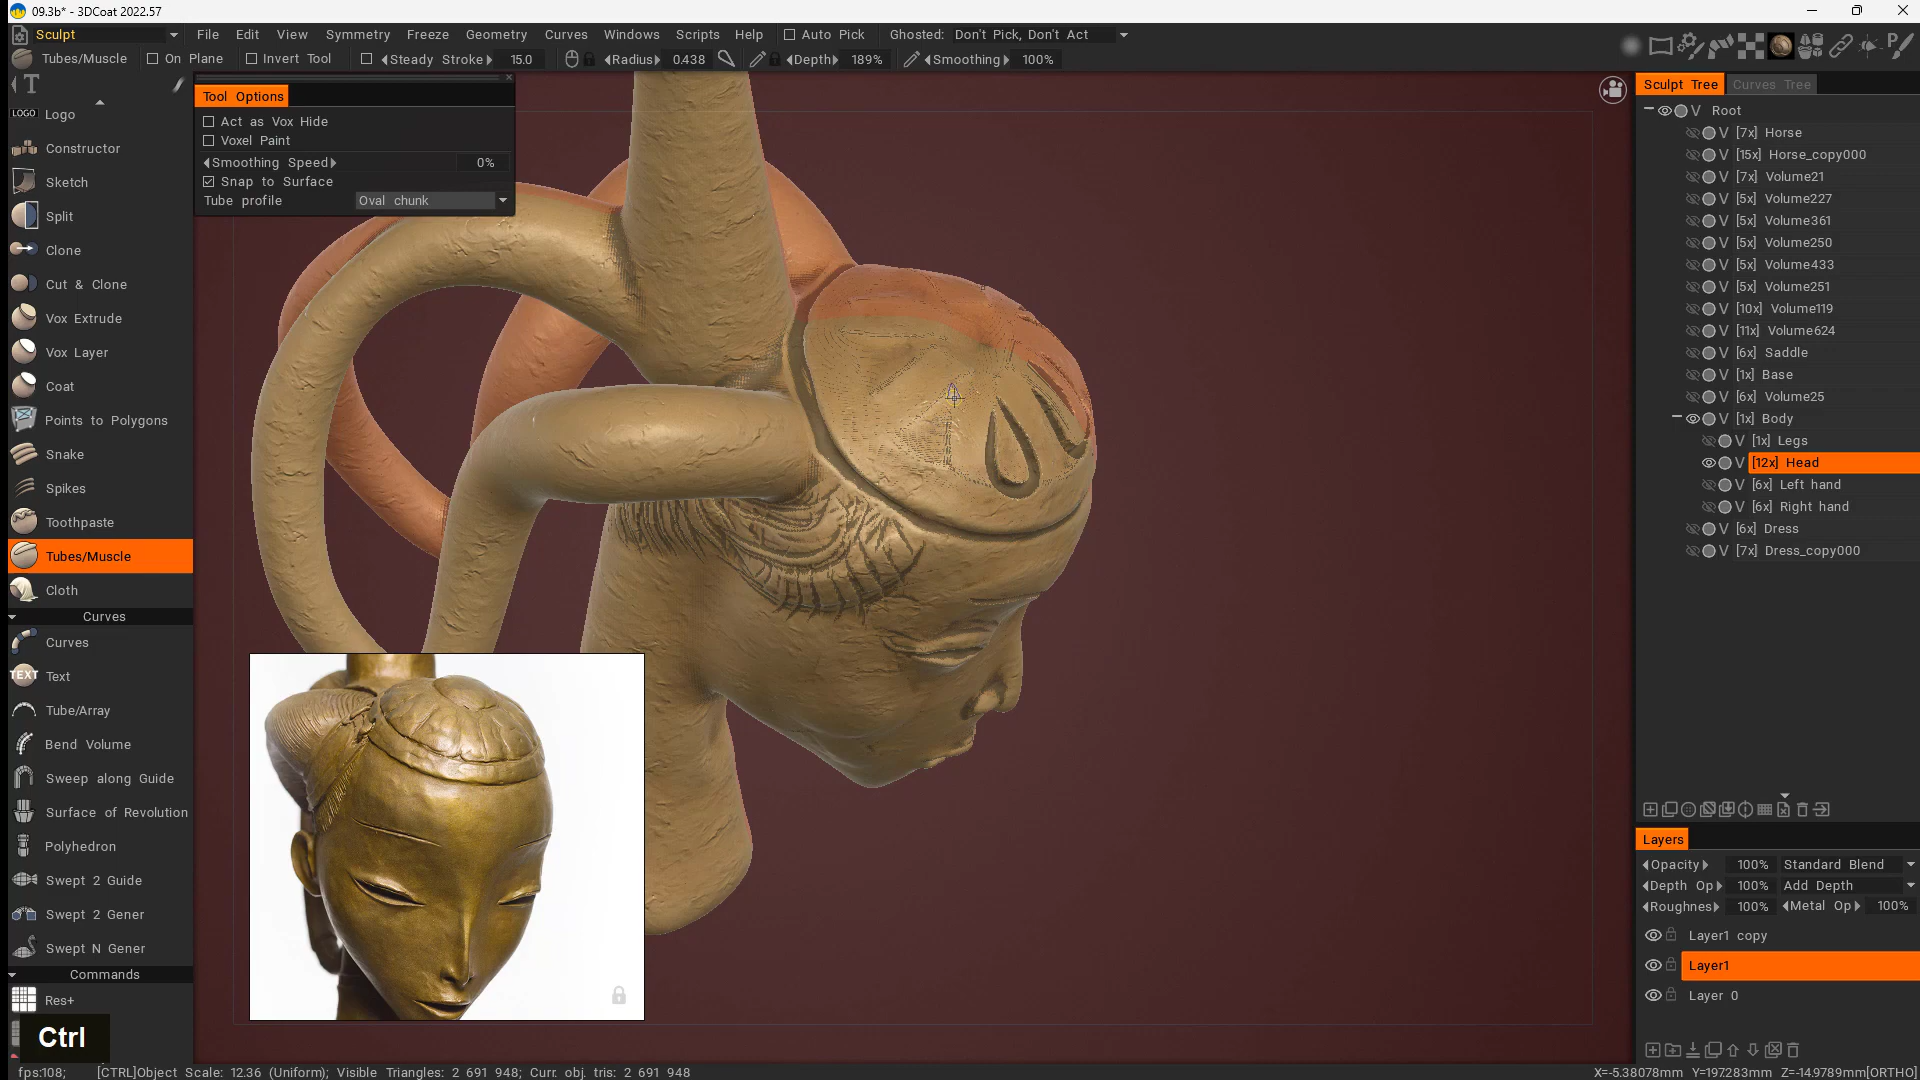 09.3b* - 3DCoat 2022.57
Sculpt
File Edit View Symmetry Freeze Geometry Curves Windows Scripts Help Auto Pick Ghosted: Don't Pick, Don't Act
Tubes/Muscle On Plane Invert Tool Steady Stroke 15.0 Radius 0.438 Depth 189% Smoothing 100%
T
LOGO Logo
Constructor
Sketch
Split
Clone
Cut & Clone
Vox Extrude
Vox Layer
Coat
Points to Polygons
Snake
Spikes
Toothpaste
Tubes/Muscle
Cloth
Curves
Curves
TEXT Text
Tube/Array
Bend Volume
Sweep along Guide
Surface of Revolution
Polyhedron
Swept 2 Guide
Swept 2 Gener
Swept N Gener
Commands
Res+
Ctrl
Tool Options
Act as Vox Hide
Voxel Paint
Smoothing Speed 0%
Snap to Surface
Tube profile Oval chunk
Sculpt Tree Curves Tree
V Root
V [7x] Horse
V [15x] Horse_copy000
V [7x] Volume21
V [5x] Volume227
V [5x] Volume361
V [5x] Volume250
V [5x] Volume433
V [5x] Volume251
V [10x] Volume119
V [11x] Volume624
V [6x] Saddle
V [1x] Base
V [6x] Volume25
V [1x] Body
V [1x] Legs
V [12x] Head
V [6x] Left hand
V [6x] Right hand
V [6x] Dress
V [7x] Dress_copy000
Layers
Opacity 100% Standard Blend
Depth Op 100% Add Depth
Roughnes 100% Metal Op 100%
Layer1 copy
Layer1
Layer 0
fps:108; [CTRL]Object Scale: 12.36 (Uniform); Visible Triangles: 2 691 948; Curr. obj. tris: 2 691 948
X=-5.38078mm Y=197.283mm Z=-14.9789mm[ORTHO]